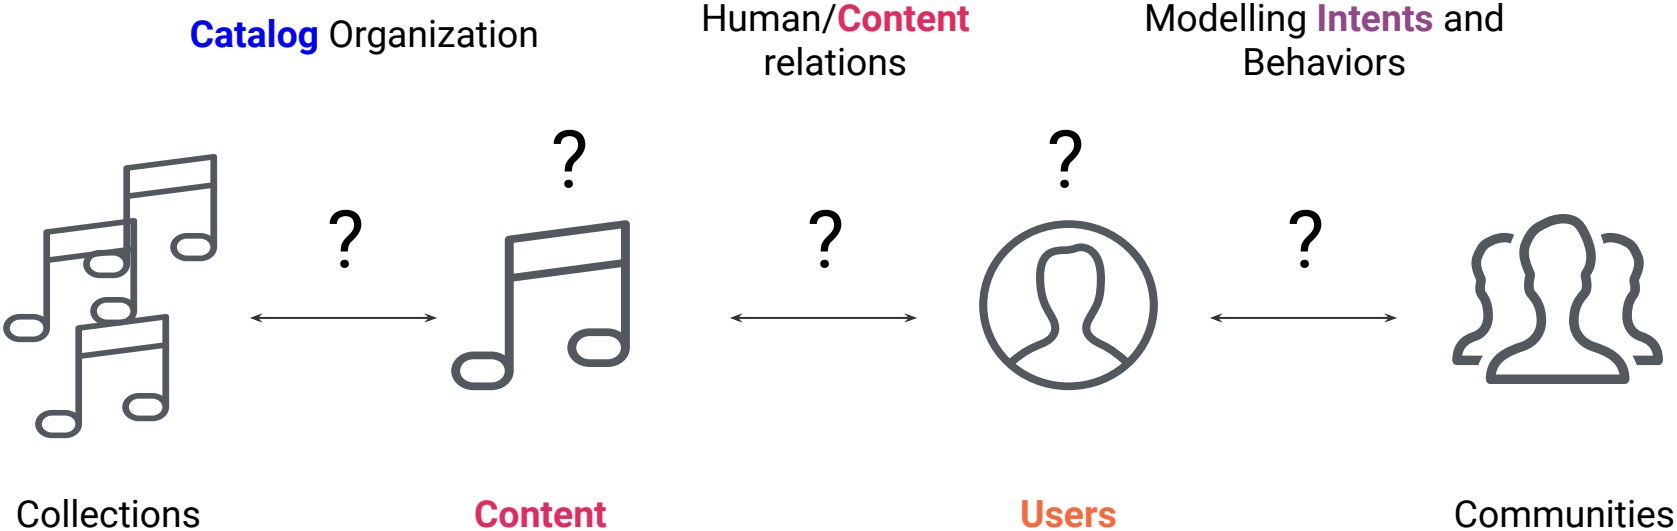 Catalog Organization
Human/Content
relations
Modelling Intents and
Behaviors
?
?
?
?
?
Collections
Content
Users
Communities